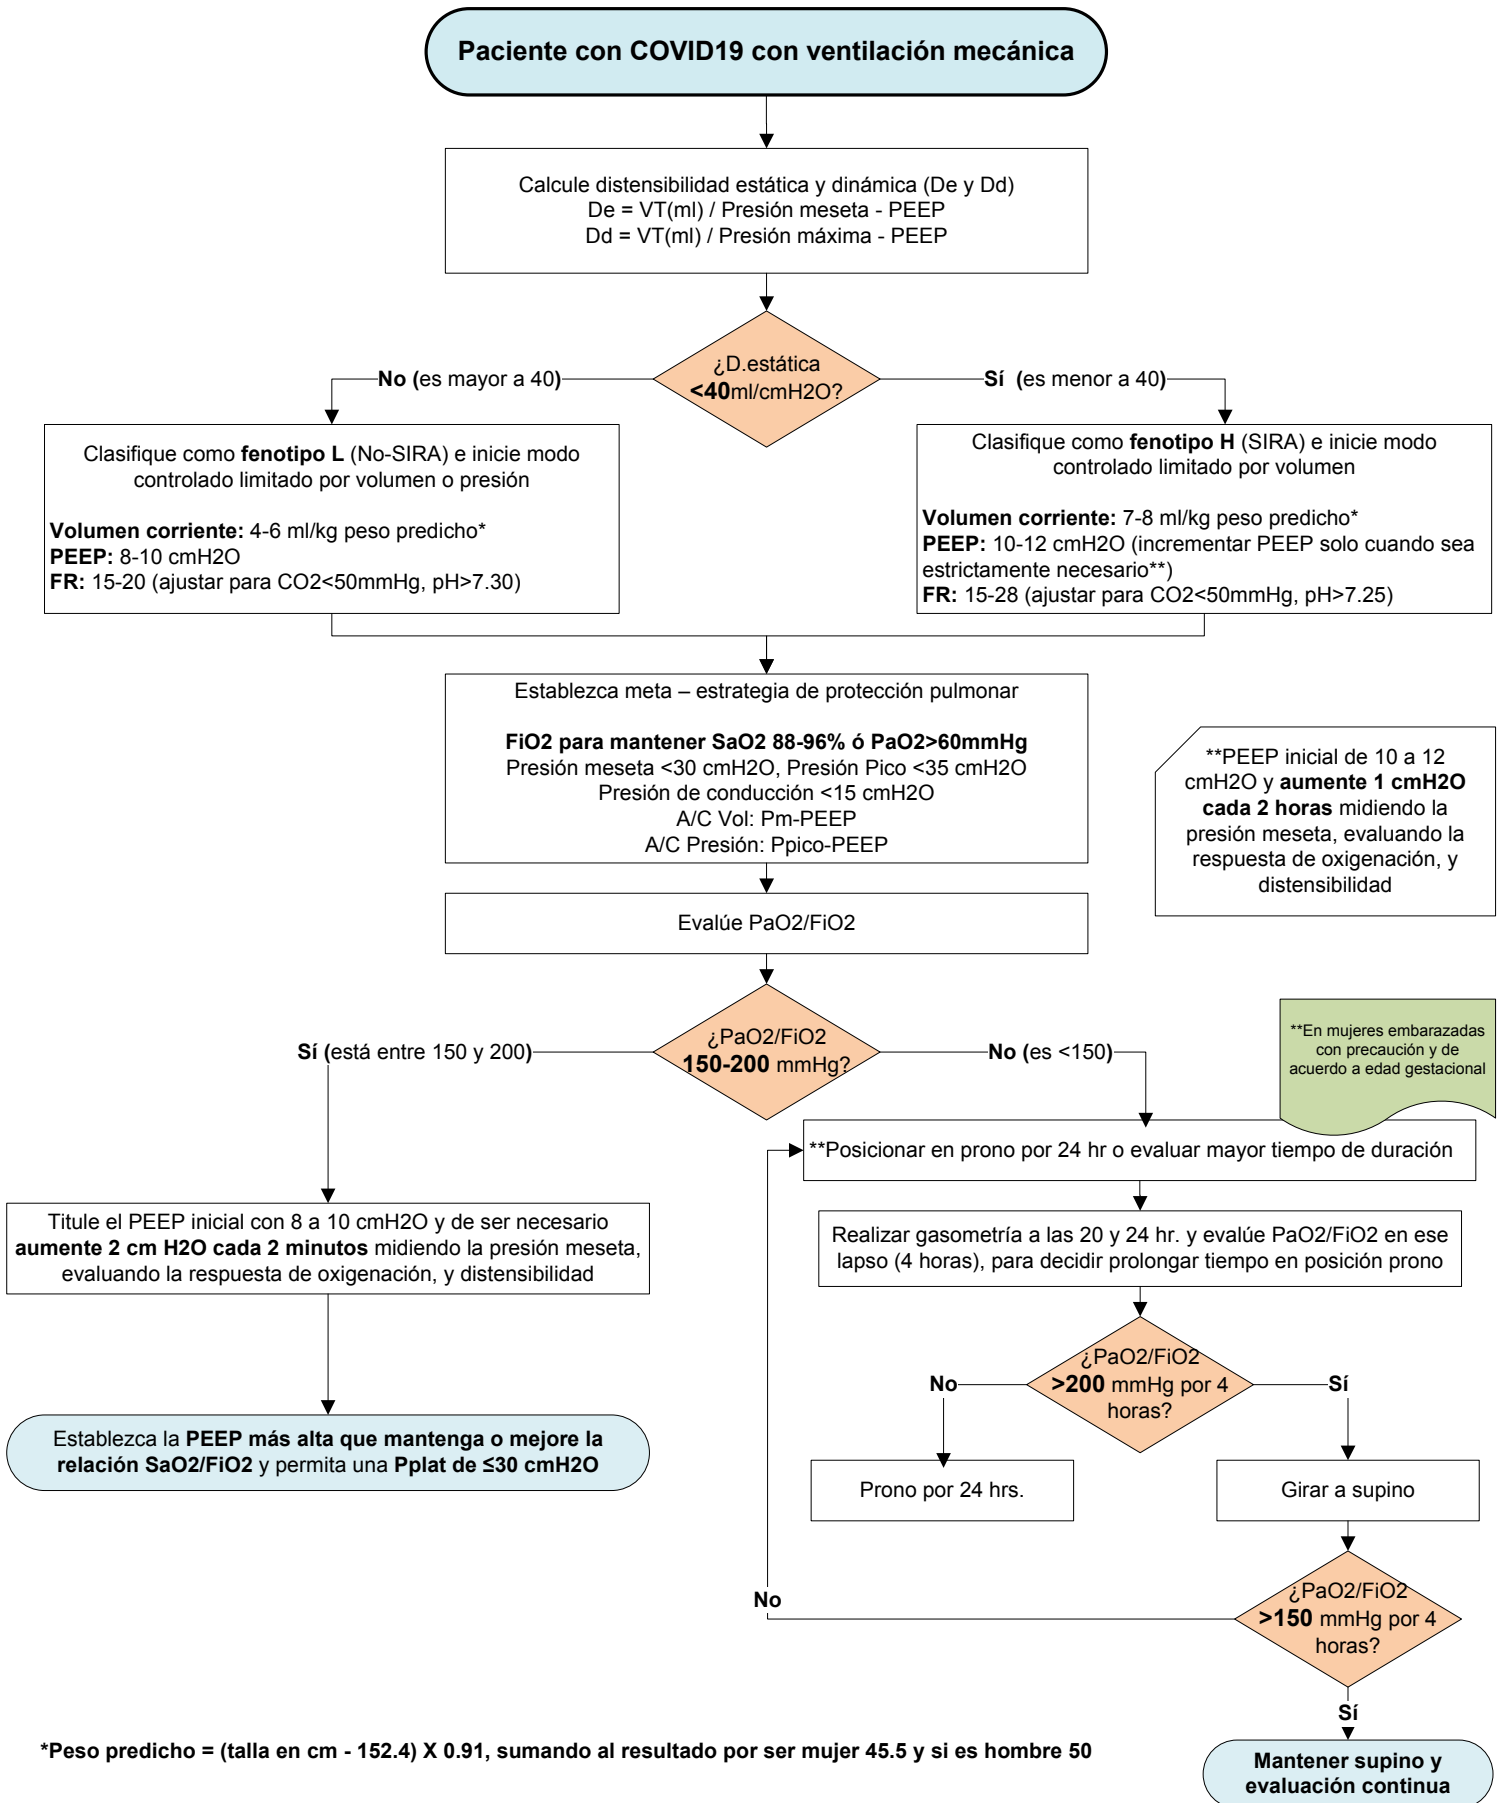 Paciente con COVID19 con ventilación mecánica
Calcule distensibilidad estática y dinámica (De y Dd)
De = VT(ml) / Presión meseta - PEEP
Dd = VT(ml) / Presión máxima - PEEP
¿D.estática
<40ml/cmH2O?
No (es mayor a 40)
Sí (es menor a 40)
Clasifique como fenotipo L (No-SIRA) e inicie modo
controlado limitado por volumen o presión
Volumen corriente: 4-6 ml/kg peso predicho*
PEEP: 8-10 cmH2O
FR: 15-20 (ajustar para CO2<50mmHg, pH>7.30)
Clasifique como fenotipo H (SIRA) e inicie modo
controlado limitado por volumen
Volumen corriente: 7-8 ml/kg peso predicho*
PEEP: 10-12 cmH2O (incrementar PEEP solo cuando sea
estrictamente necesario**)
FR: 15-28 (ajustar para CO2<50mmHg, pH>7.25)
Establezca meta – estrategia de protección pulmonar
FiO2 para mantener SaO2 88-96% ó PaO2>60mmHg
Presión meseta <30 cmH2O, Presión Pico <35 cmH2O
Presión de conducción <15 cmH2O
A/C Vol: Pm-PEEP
A/C Presión: Ppico-PEEP
**PEEP inicial de 10 a 12
cmH2O y aumente 1 cmH2O
cada 2 horas midiendo la
presión meseta, evaluando la
respuesta de oxigenación, y
distensibilidad
Evalúe PaO2/FiO2
¿PaO2/FiO2
150-200 mmHg?
Sí (está entre 150 y 200)
No (es <150)
**En mujeres embarazadas
con precaución y de
acuerdo a edad gestacional
**Posicionar en prono por 24 hr o evaluar mayor tiempo de duración
Titule el PEEP inicial con 8 a 10 cmH2O y de ser necesario
aumente 2 cm H2O cada 2 minutos midiendo la presión meseta,
evaluando la respuesta de oxigenación, y distensibilidad
Realizar gasometría a las 20 y 24 hr. y evalúe PaO2/FiO2 en ese
lapso (4 horas), para decidir prolongar tiempo en posición prono
¿PaO2/FiO2
>200 mmHg por 4
horas?
No
Sí
Establezca la PEEP más alta que mantenga o mejore la
relación SaO2/FiO2 y permita una Pplat de ≤30 cmH2O
Prono por 24 hrs.
Girar a supino
¿PaO2/FiO2
>150 mmHg por 4
horas?
No
Sí
*Peso predicho = (talla en cm - 152.4) X 0.91, sumando al resultado por ser mujer 45.5 y si es hombre 50
Mantener supino y
evaluación continua